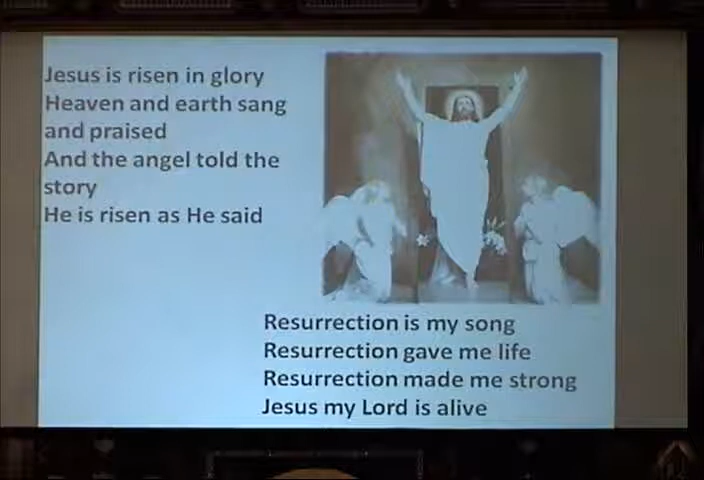 Jesus is risen in glory
Heaven and earth sang
and praised
And the angel told the
story
He is risen as He said
Resurrection is my song
Resurrection gave me life
Resurrection made me strong
Jesus my Lord is alive